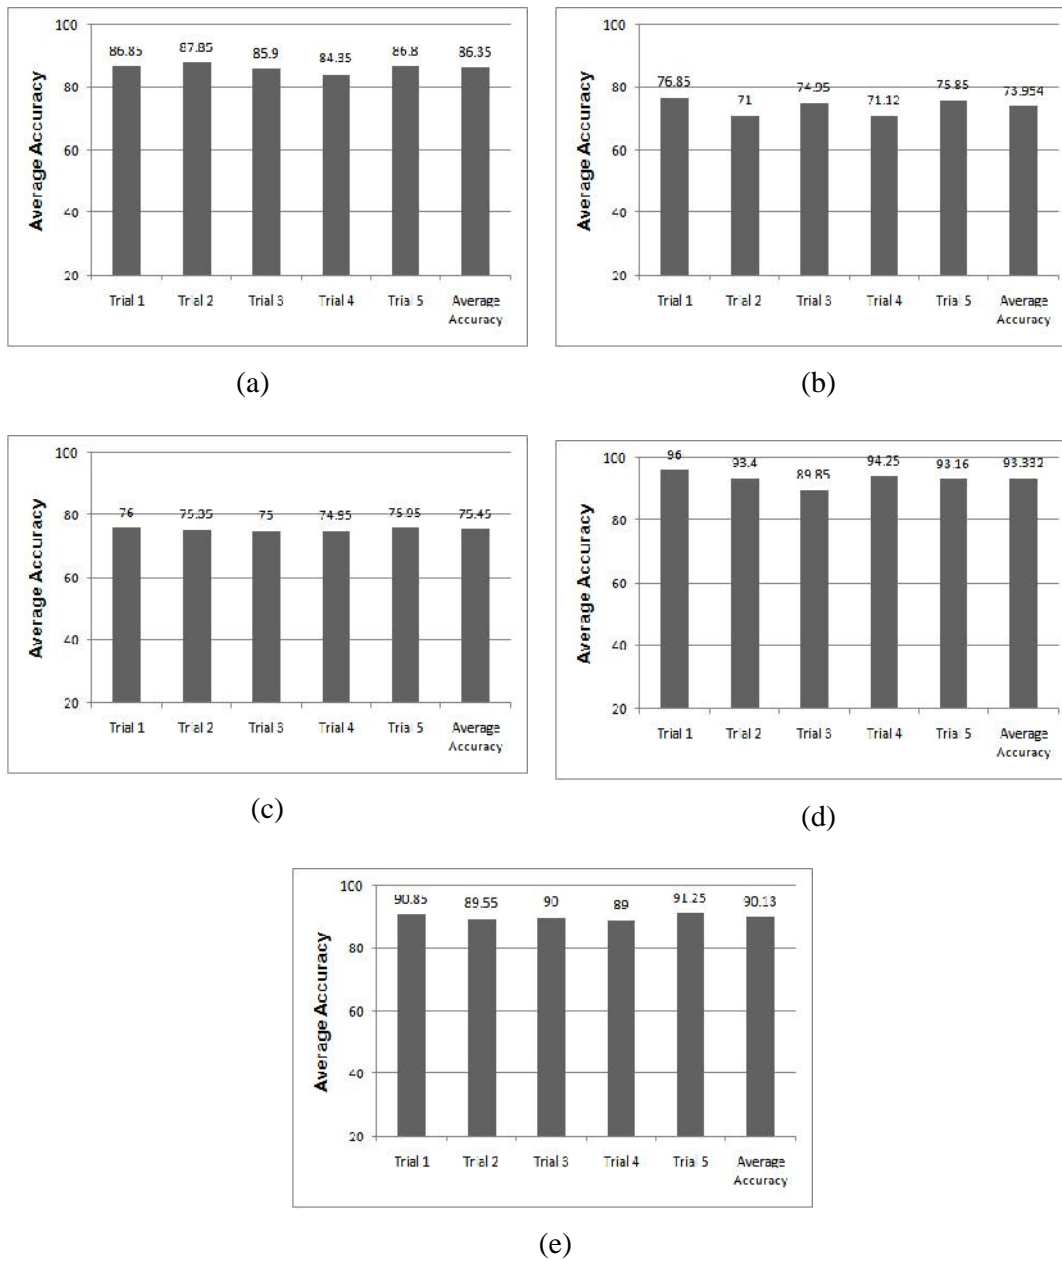 100
80
60
40
20
Average Accuracy
86.85
87.85
85.9
84.35
86.8
86.35
Trial 1
Trial 2
Trial 3
Trial 4
Trial 5
Average
Accuracy
(a)
100
80
60
40
20
Average Accuracy
76.85
71
74.95
71.12
75.85
73.954
Trial 1
Trial 2
Trial 3
Trial 4
Trial 5
Average
Accuracy
(b)
100
80
60
40
20
Average Accuracy
76
75.35
75
74.95
75.95
75.45
Trial 1
Trial 2
Trial 3
Trial 4
Trial 5
Average
Accuracy
(c)
100
80
60
40
20
Average Accuracy
96
93.4
89.85
94.25
93.16
93.332
Trial 1
Trial 2
Trial 3
Trial 4
Trial 5
Average
Accuracy
(d)
100
80
60
40
20
Average Accuracy
90.85
89.55
90
89
91.25
90.13
Trial 1
Trial 2
Trial 3
Trial 4
Trial 5
Average
Accuracy
(e)